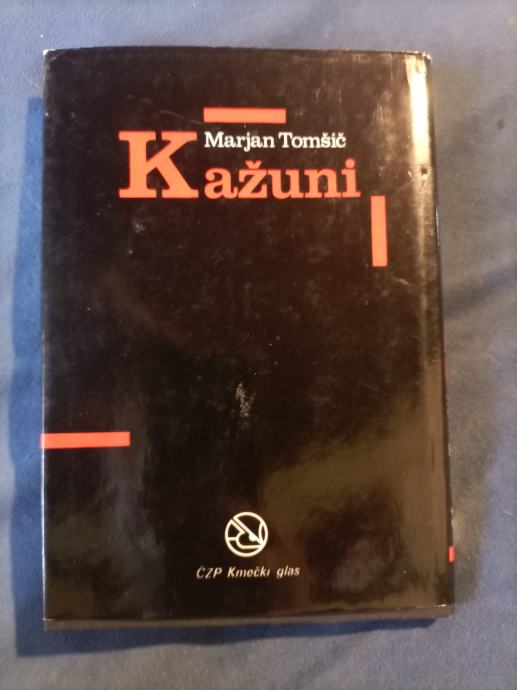 Marjan Tomšič
Kažuni
ČZP Kmečki glas